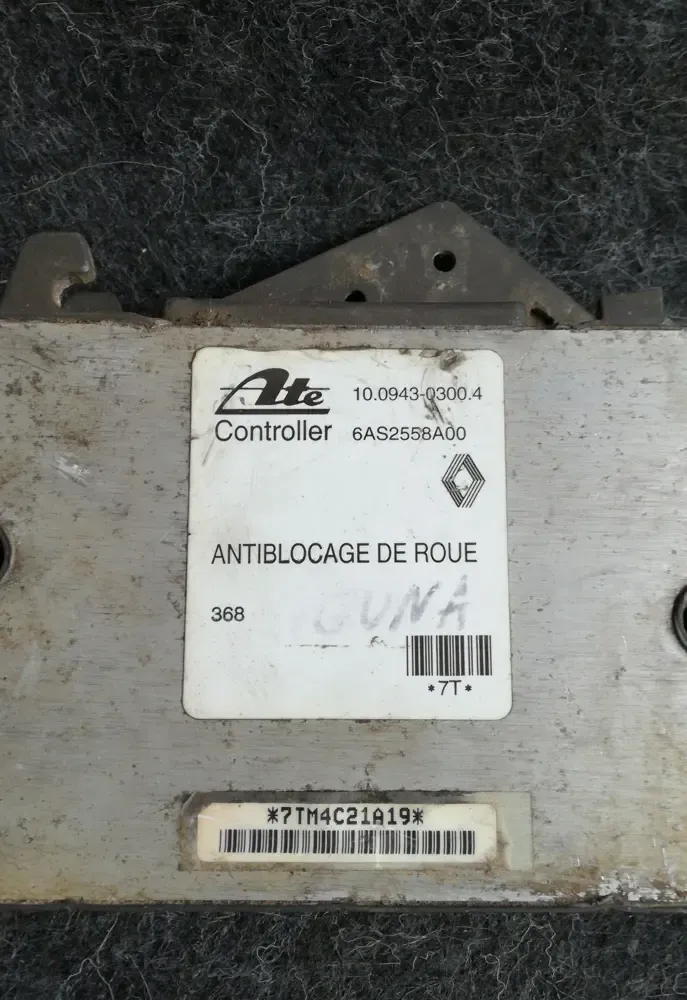 Ate 10.0943-0300.4
Controller 6AS2558A00
ANTIBLOCAGE DE ROUE
368
*7T*
*7TM4C21A19*